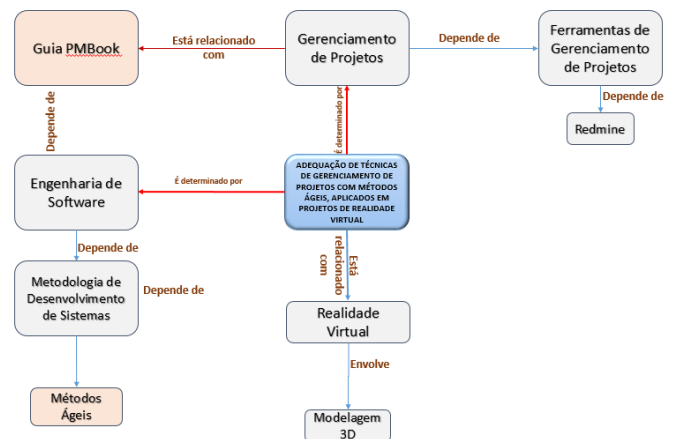 Guia PMBook
Está relacionado
com
Gerenciamento
de Projetos
Depende de
Ferramentas de
Gerenciamento
de Projetos
Depende de
Redmine
Depende de
É determinado por
Engenharia de
Software
É determinado por
ADEQUAÇÃO DE TÉCNICAS
DE GERENCIAMENTO DE
PROJETOS COM MÉTODOS
ÁGEIS, APLICADOS EM
PROJETOS DE REALIDADE
VIRTUAL
Depende de
Está
relacionado
com
Metodologia de
Desenvolvimento
de Sistemas
Depende de
Realidade
Virtual
Envolve
Métodos
Ágeis
Modelagem
3D